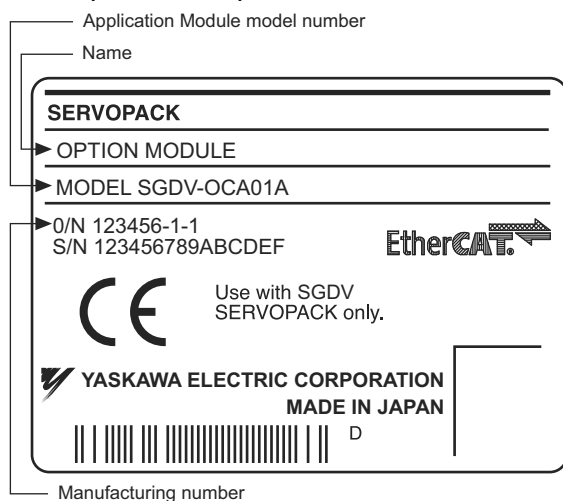 Application Module model number
Name
SERVOPACK
OPTION MODULE
MODEL SGDV-OCA01A
0/N 123456-1-1
S/N 123456789ABCDEF
EtherCAT.
CE
Use with SGDV
SERVOPACK only.
YASKAWA ELECTRIC CORPORATION
MADE IN JAPAN
D
Manufacturing number